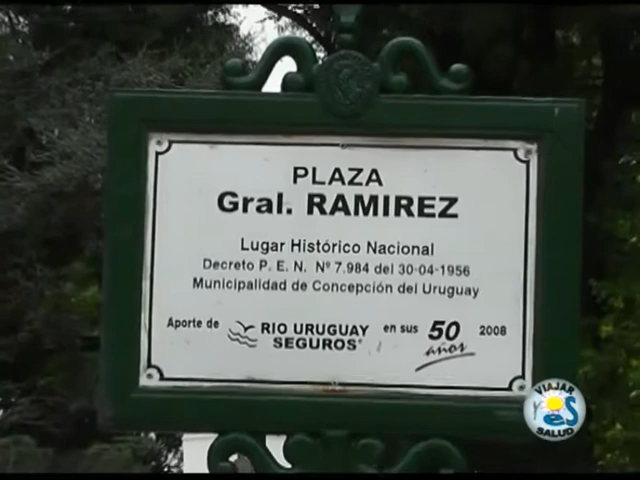 PLAZA
Gral. RAMIREZ
Lugar Histórico Nacional
Decreto P. E. N. Nº 7.984 del 30-04-1956
Municipalidad de Concepción del Uruguay
Aporte de RIO URUGUAY SEGUROS en sus 50 años 2008
VIAJAR
ES
SALUD